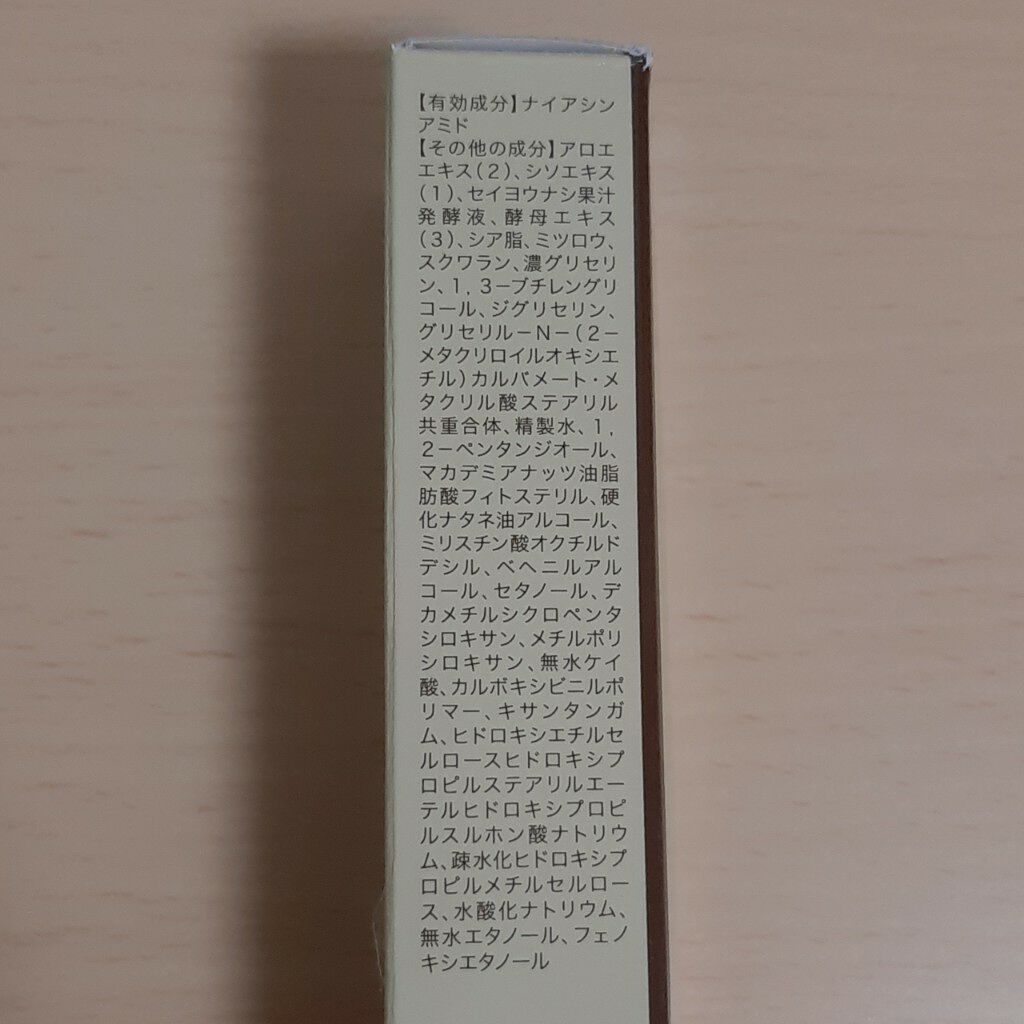 【有効成分】ナイアシン
アミド
【その他の成分】アロエ
エキス(2)、シソエキス
(1)、セイヨウナシ果汁
発酵液、酵母エキス
(3)、シア脂、ミツロウ、
スクワラン、濃グリセリ
ン、1,3－ブチレングリ
コール、ジグリセリン、
グリセリル－N－(2－
メタクリロイルオキシエ
チル)カルバメート・メ
タクリル酸ステアリル
共重合体、精製水、1,
2－ペンタンジオール、
マカデミアナッツ油脂
肪酸フィトステリル、硬
化ナタネ油アルコール、
ミリスチン酸オクチルド
デシル、ベヘニルアル
コール、セタノール、デ
カメチルシクロペンタ
シロキサン、メチルポリ
シロキサン、無水ケイ
酸、カルボキシビニルポ
リマー、キサンタンガ
ム、ヒドロキシエチルセ
ルロースヒドロキシプ
ロピルステアリルエー
テルヒドロキシプロピ
ルスルホン酸ナトリウ
ム、疎水化ヒドロキシプ
ロピルメチルセルロー
ス、水酸化ナトリウム、
無水エタノール、フェノ
キシエタノール